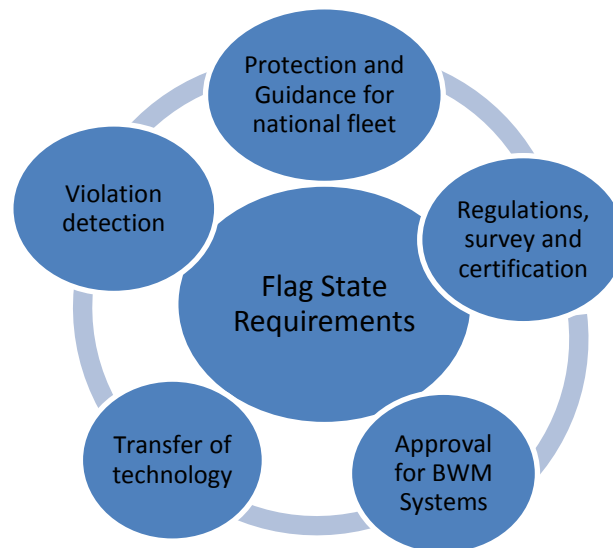 Protection and
Guidance for
national fleet
Violation
detection
Regulations,
survey and
certification
Flag State
Requirements
Transfer of
technology
Approval
for BWM
Systems